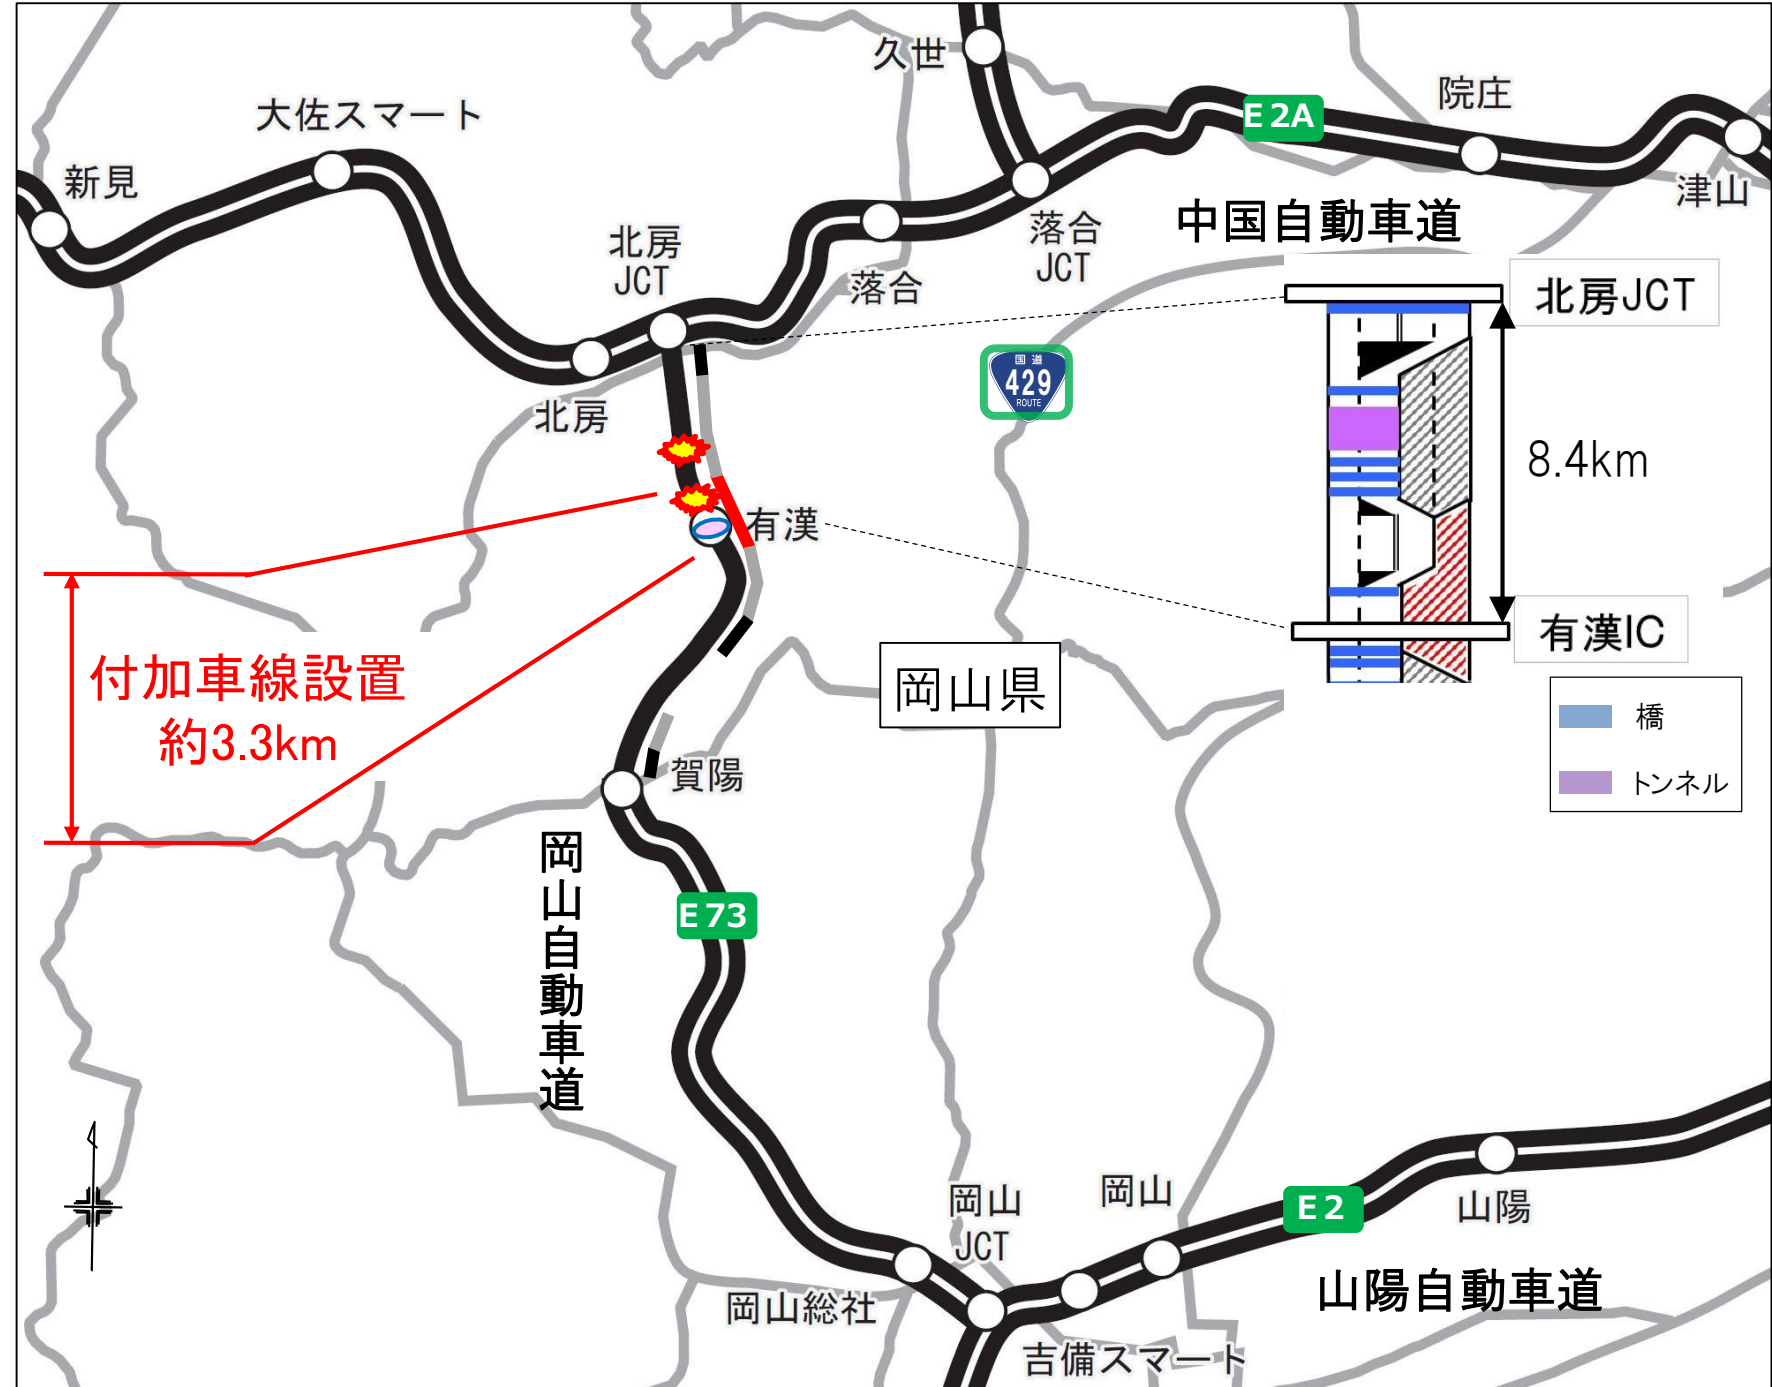 久世
E2A
院庄
大佐スマート
新見
津山
中国自動車道
北房
JCT
落合
JCT
落合
北房JCT
国道
429
ROUTE
北房
8.4km
有漢
有漢IC
付加車線設置
約3.3km
岡山県
橋
トンネル
賀陽
岡山自動車道
E73
岡山
JCT
岡山
E2
山陽
山陽自動車道
岡山総社
吉備スマート